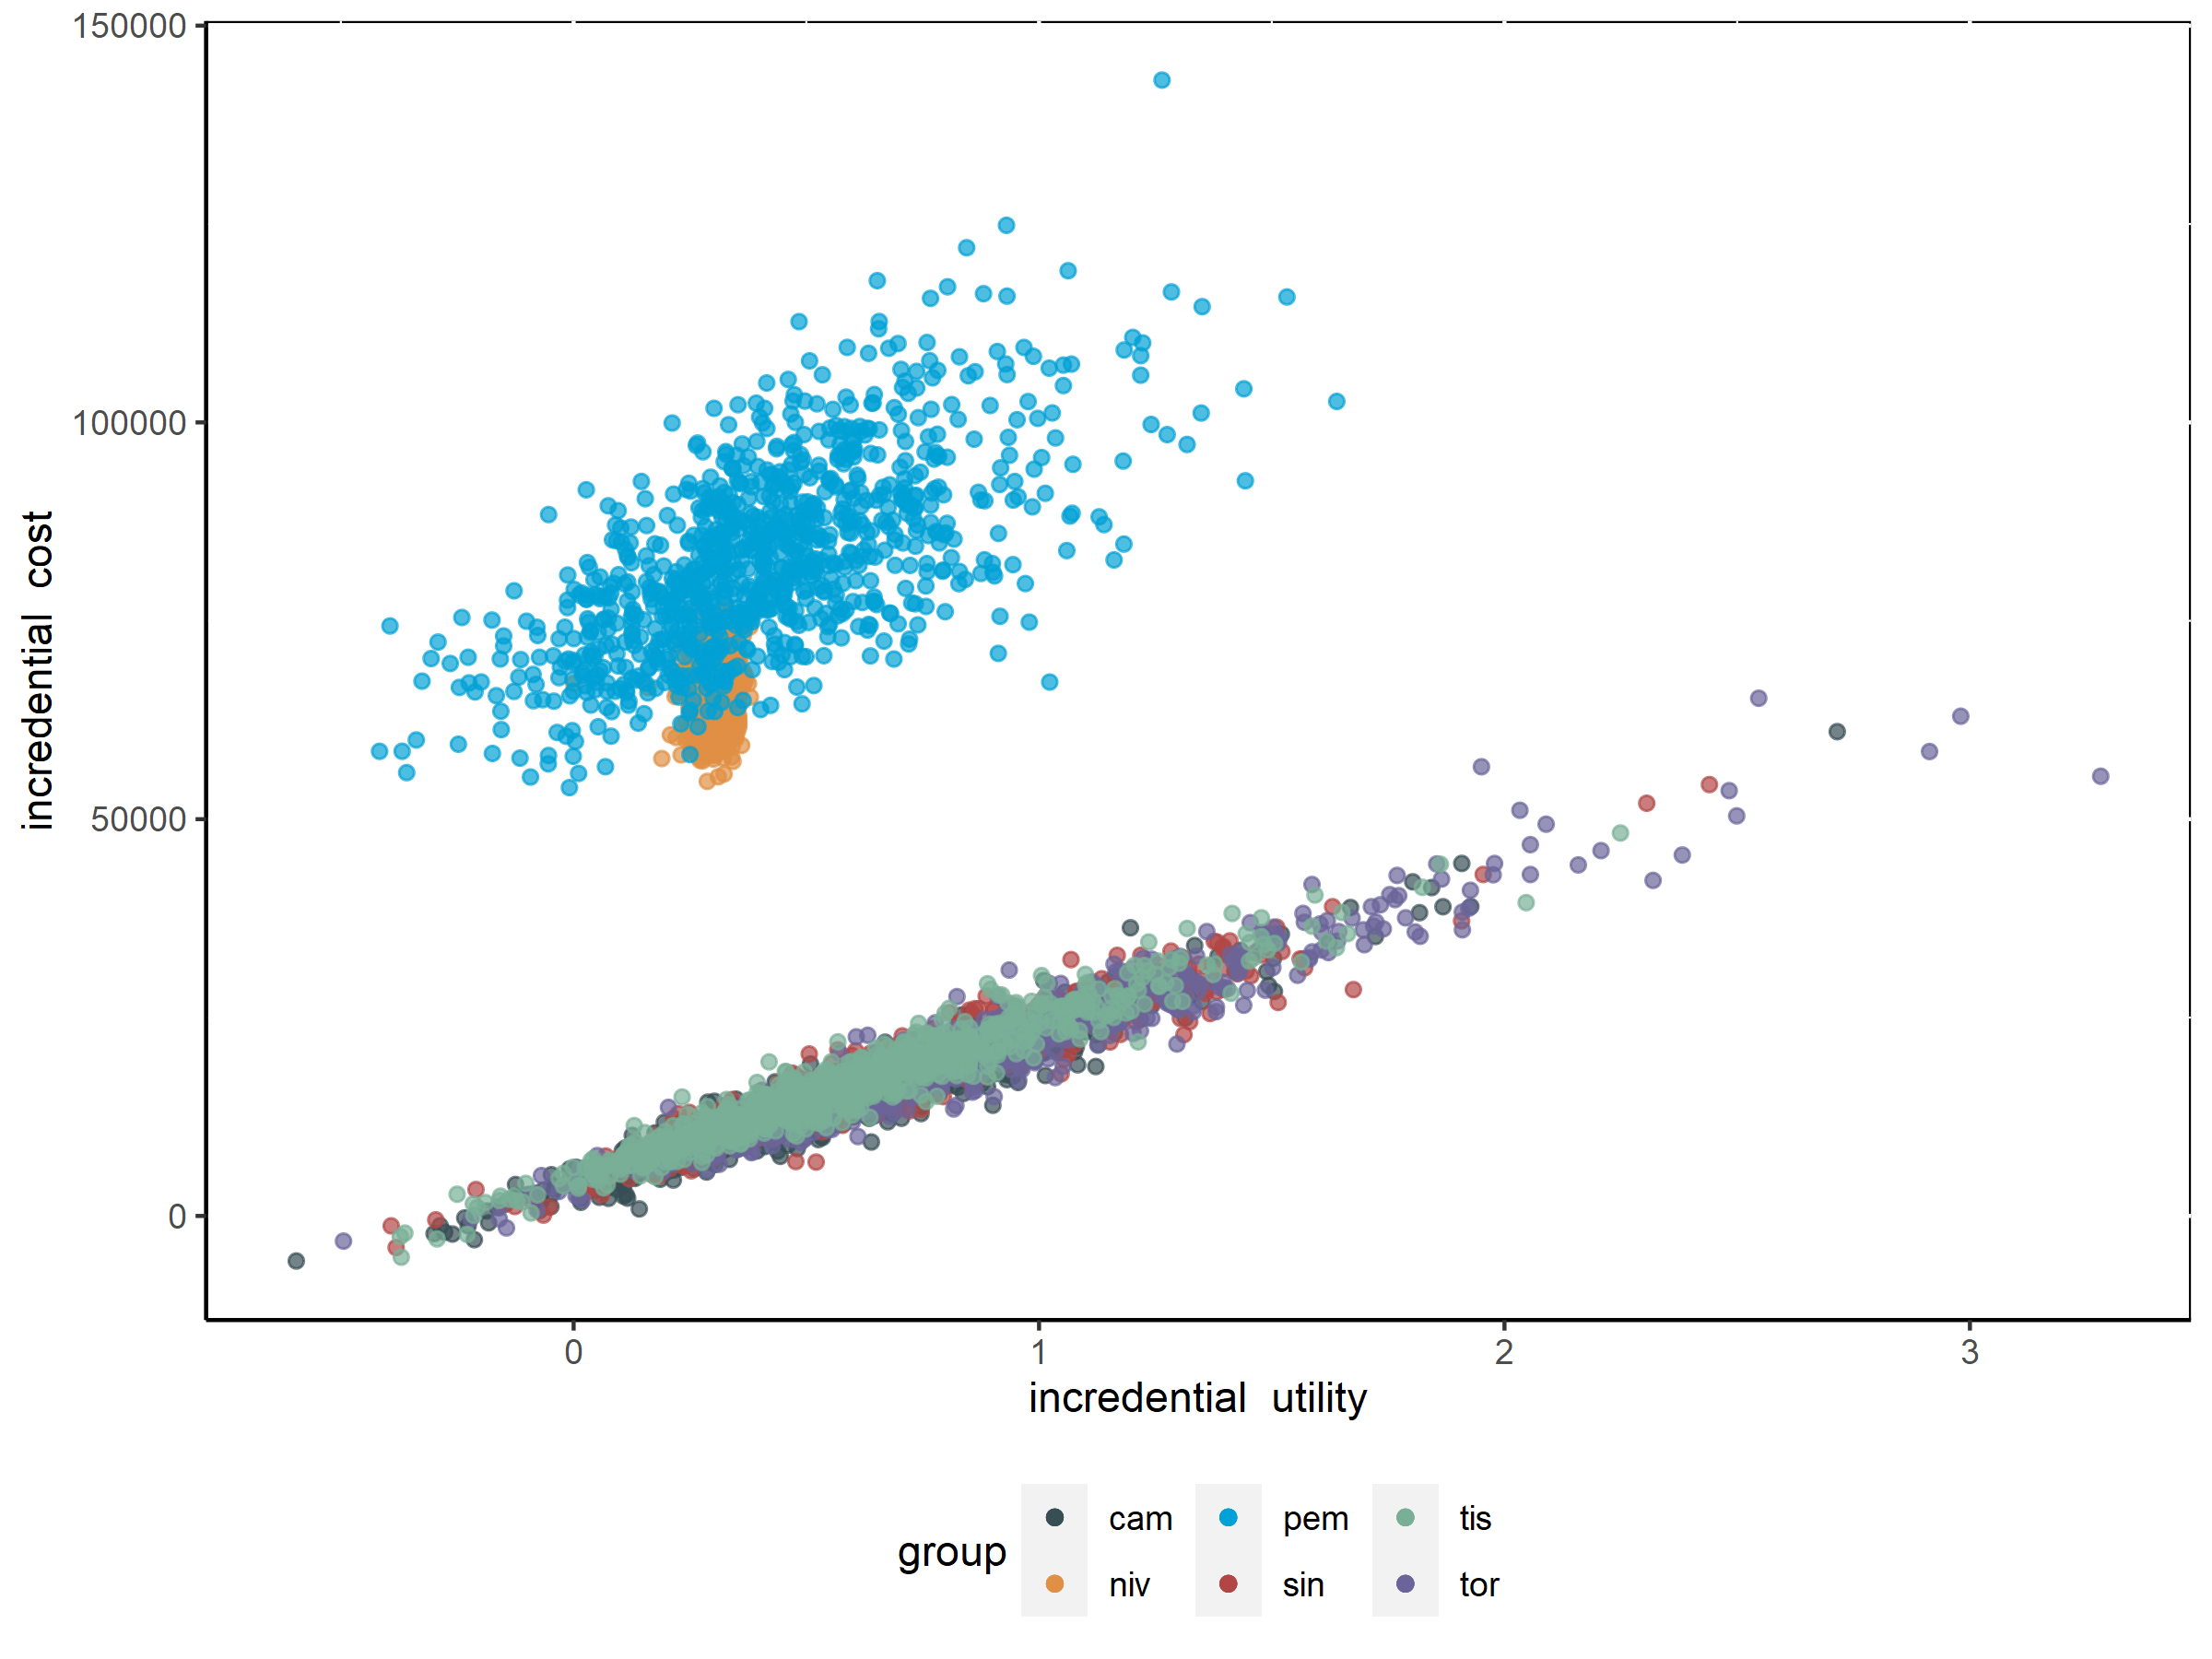 150000
100000
50000
0
incredential cost
0 1 2 3
incredential utility
group
cam pem tis
niv sin tor